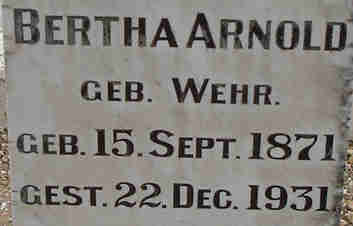 BERTHA ARNOLD
GEB. WEHR.
GEB. 15. SEPT. 1871
GEST. 22. DEC. 1931